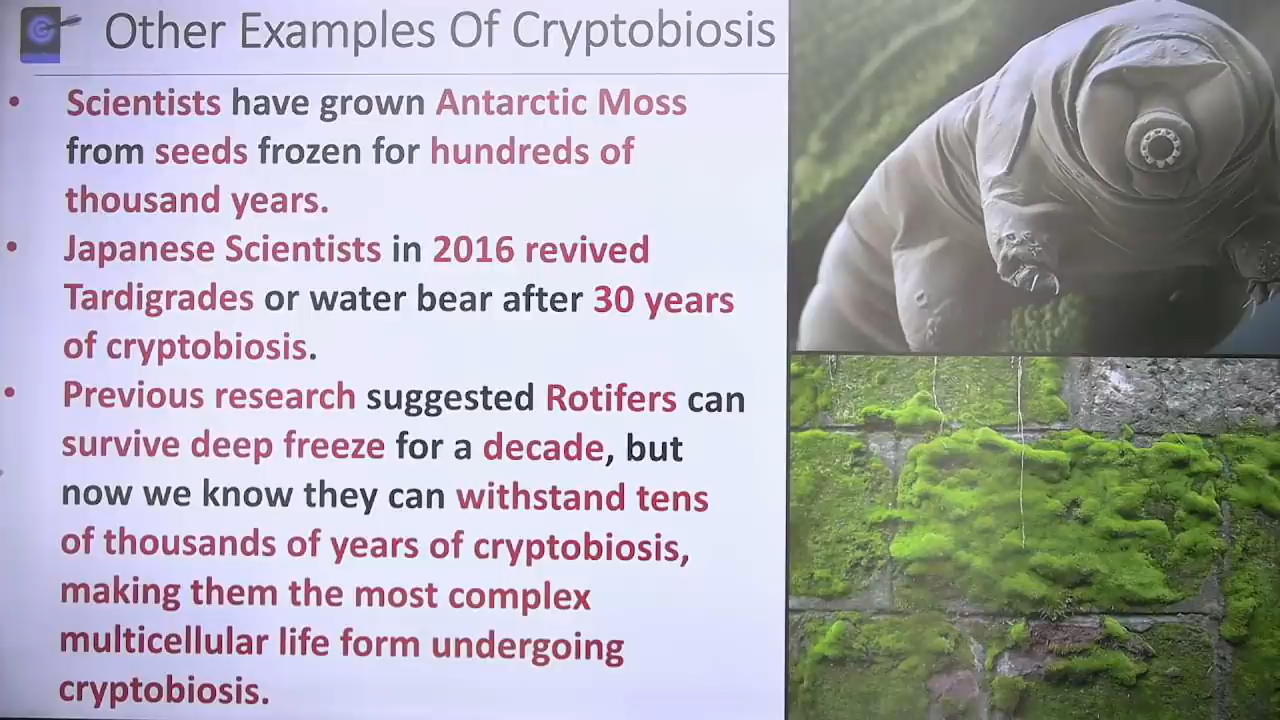 Other Examples Of Cryptobiosis
• Scientists have grown Antarctic Moss
from seeds frozen for hundreds of
thousand years.
• Japanese Scientists in 2016 revived
Tardigrades or water bear after 30 years
of cryptobiosis.
• Previous research suggested Rotifers can
survive deep freeze for a decade, but
now we know they can withstand tens
of thousands of years of cryptobiosis,
making them the most complex
multicellular life form undergoing
cryptobiosis.